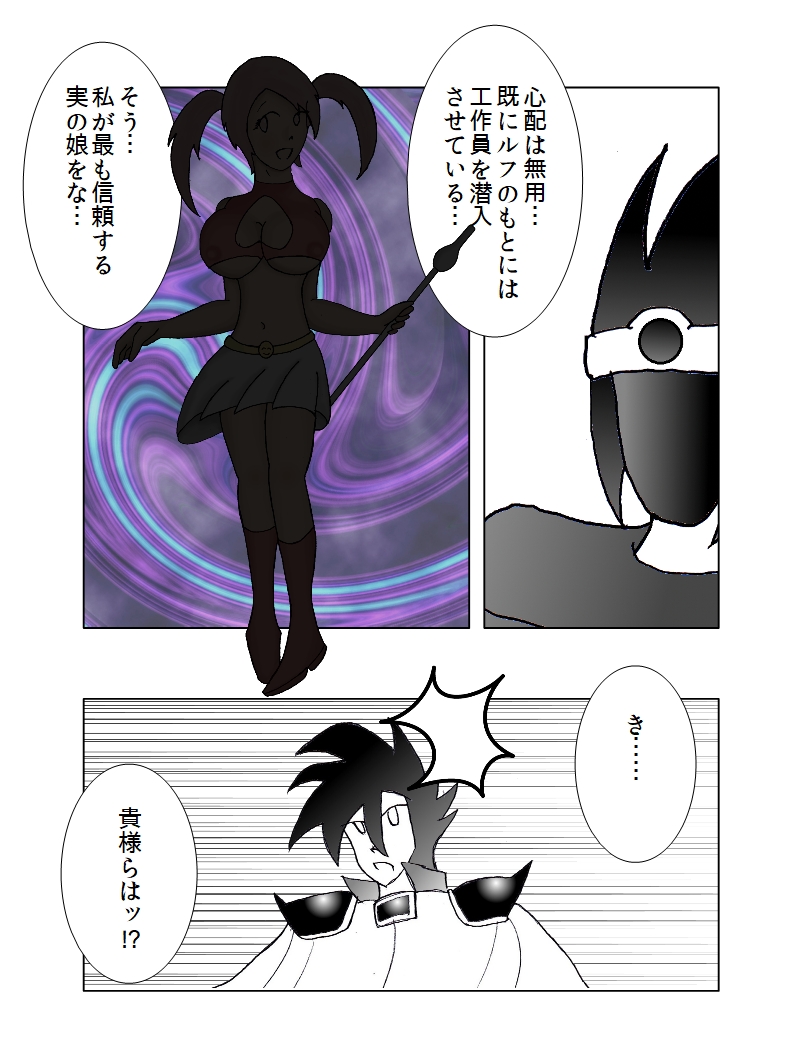 心配は無用…
既にルフのもとには
工作員を潜入
させている…
そう…
私が最も信頼する
実の娘をな…
き……
貴様らはッ!?